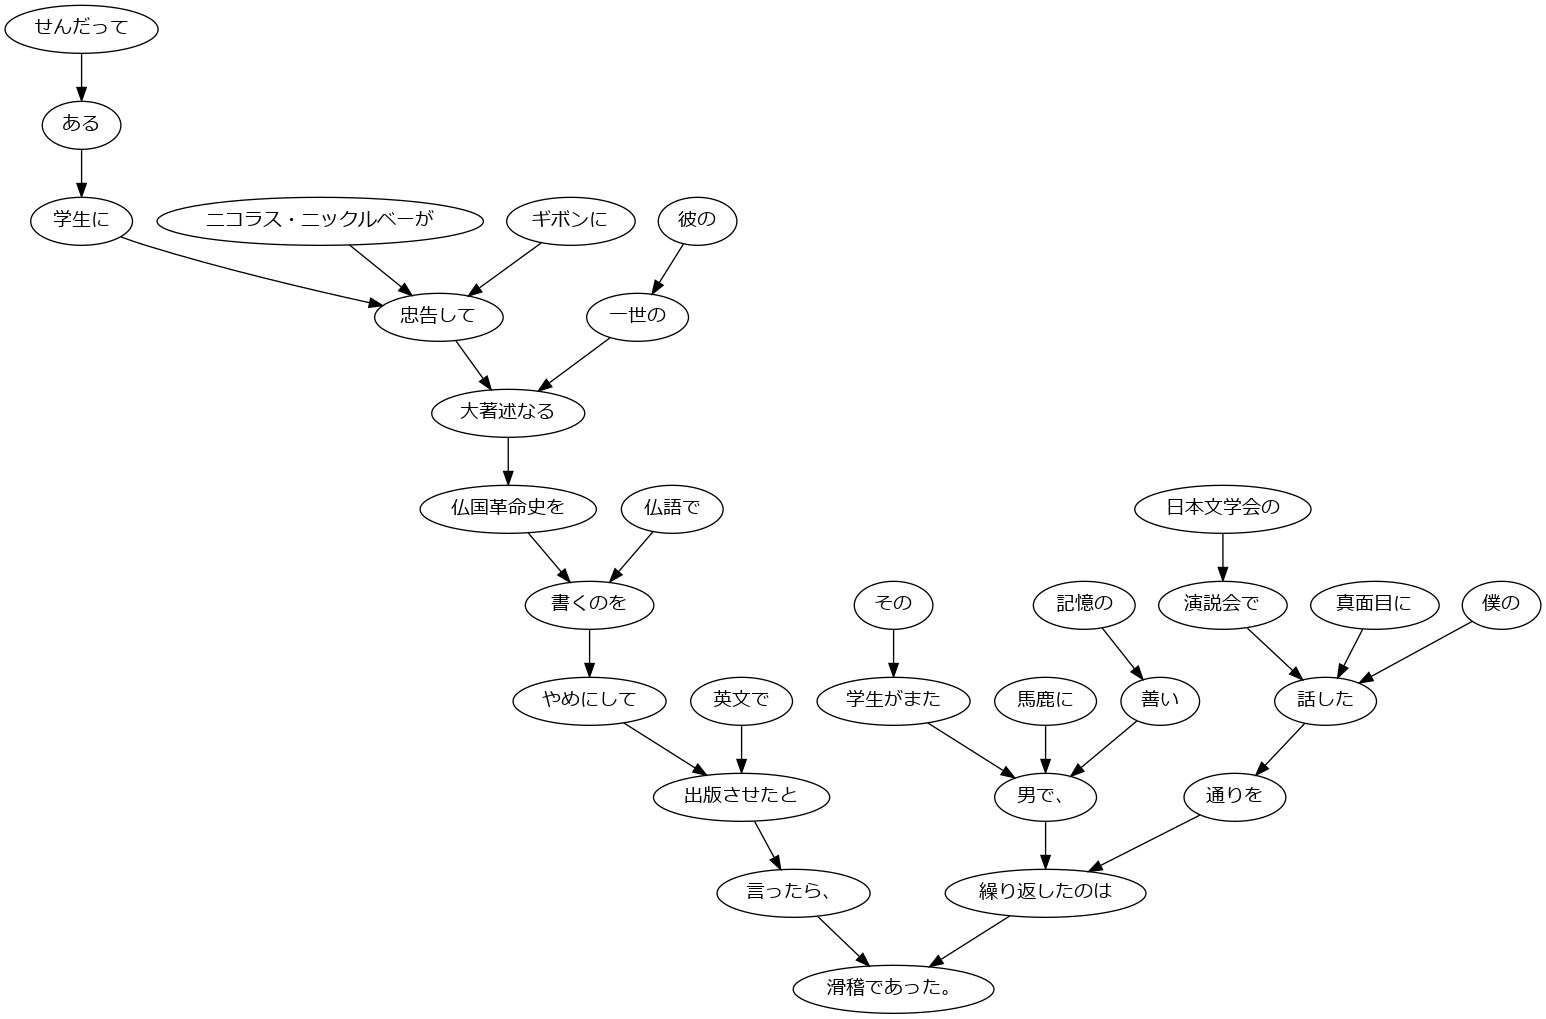 せんだって
ある
学生に
ニコラス・ニックルベーが
ギボンに
彼の
忠告して
一世の
大著述なる
仏国革命史を
仏語で
日本文学会の
書くのを
その
記憶の
演説会で
真面目に
僕の
やめにして
英文で
学生がまた
馬鹿に
善い
話した
出版させたと
男で、
通りを
言ったら、
繰り返したのは
滑稽であった。